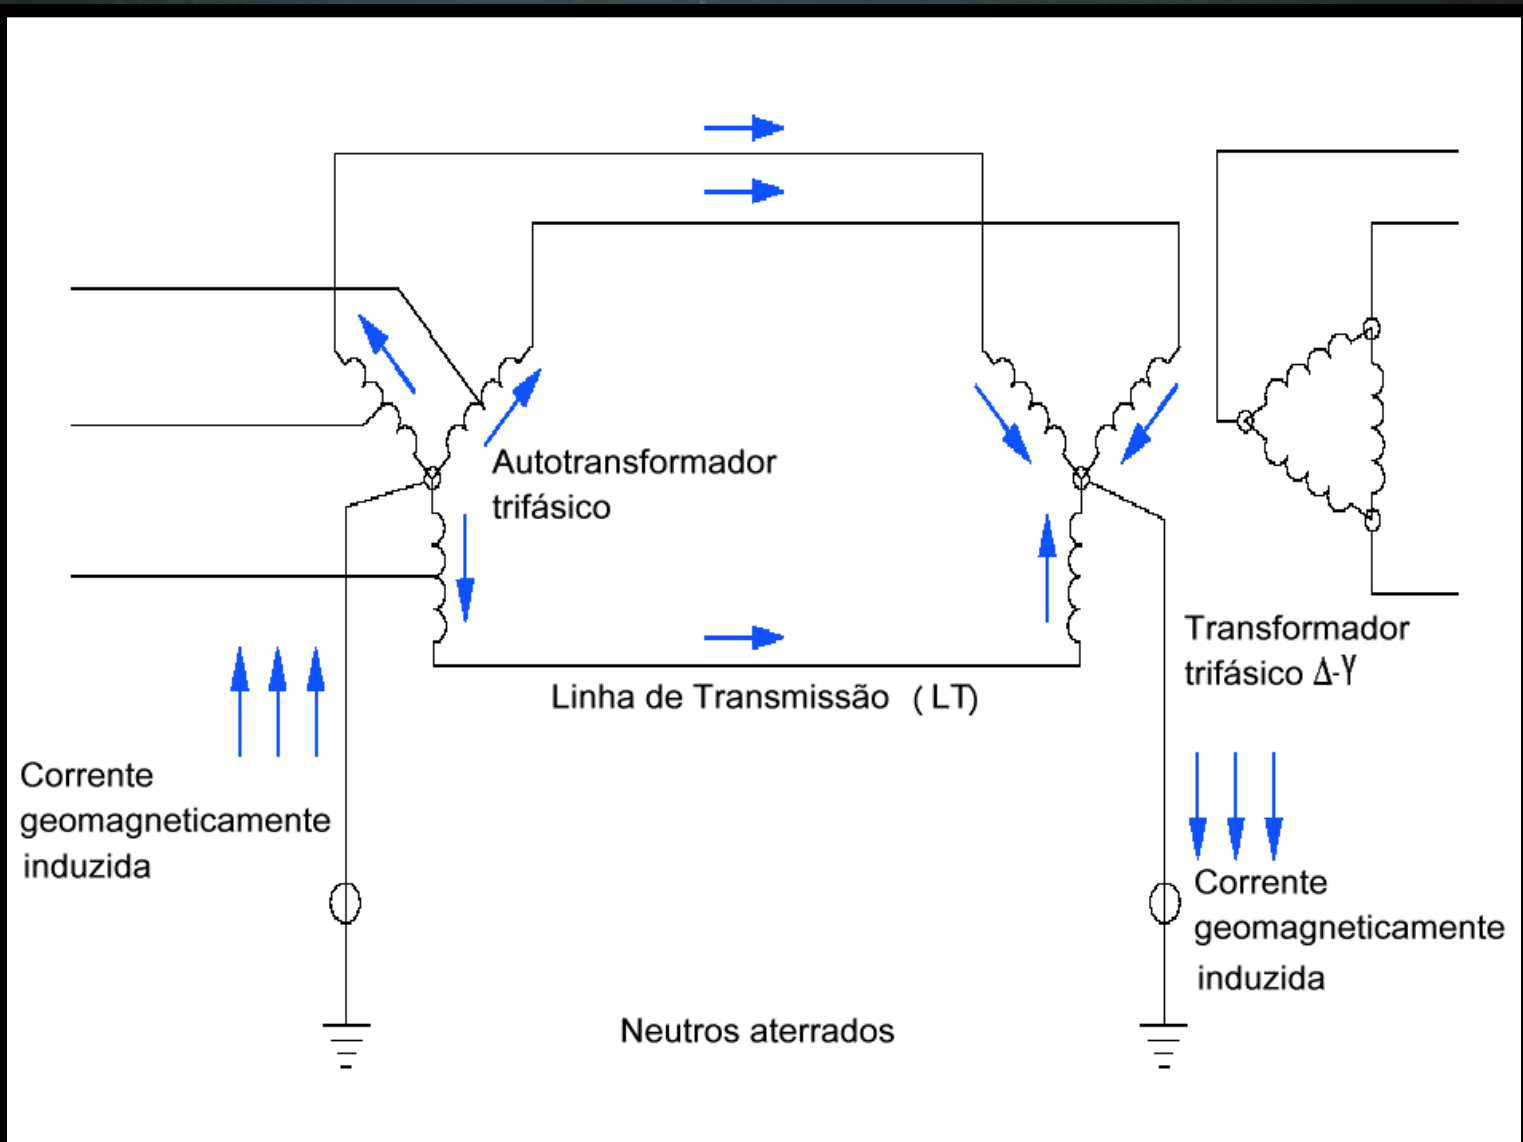 Autotransformador
trifásico
Transformador
trifásico Δ-Y
Linha de Transmissão (LT)
Corrente
geomagneticamente
induzida
Corrente
geomagneticamente
induzida
Neutros aterrados